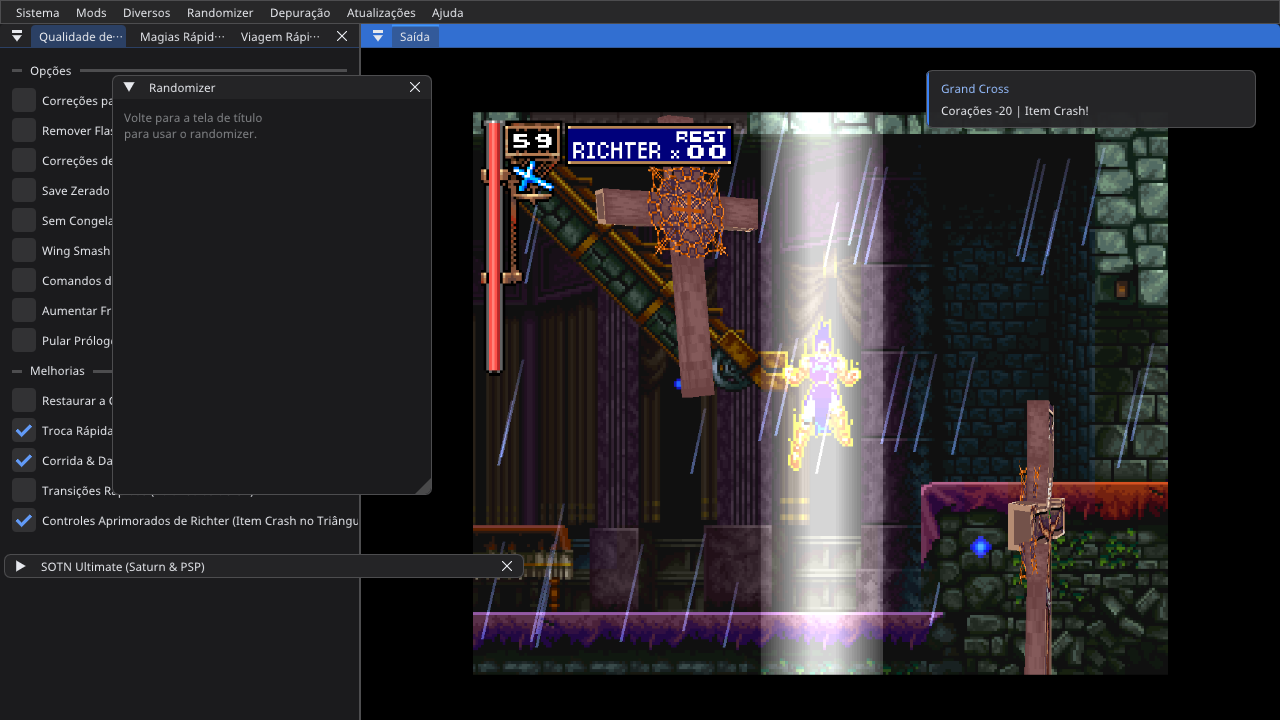 Sistema Mods Diversos Randomizer Depuração Atualizações Ajuda
Qualidade de··· Magias Rápid··· Viagem Rápi··· Saída
Opções
Correções pa
Remover Flas
Correções de
Save Zerado
Sem Congela
Wing Smash
Comandos d
Aumentar Fr
Pular Prólog
Melhorias
Restaurar a
Troca Rápida
Corrida & Da
Transições
Controles Aprimorados de Richter (Item Crash no Triângu
Randomizer
Volte para a tela de título
para usar o randomizer.
SOTN Ultimate (Saturn & PSP)
59
REST
RICHTER x 00
Grand Cross
Corações -20 | Item Crash!